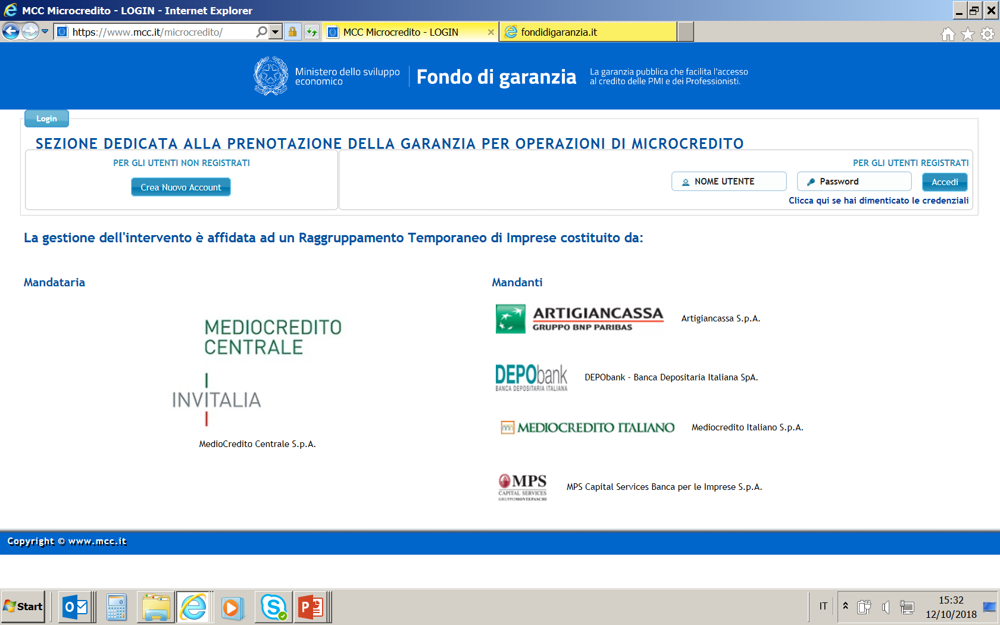 MCC Microcredito - LOGIN - Internet Explorer
https://www.mcc.it/microcredito/
MCC Microcredito - LOGIN
fondidigaranzia.it
Ministero dello sviluppo
economico
Fondo di garanzia
La garanzia pubblica che facilita l'accesso
al credito delle PMI e dei Professionisti.
Login
SEZIONE DEDICATA ALLA PRENOTAZIONE DELLA GARANZIA PER OPERAZIONI DI MICROCREDITO
PER GLI UTENTI NON REGISTRATI
Crea Nuovo Account
PER GLI UTENTI REGISTRATI
NOME UTENTE
Password
Accedi
Clicca qui se hai dimenticato le credenziali
La gestione dell'intervento è affidata ad un Raggruppamento Temporaneo di Imprese costituito da:
Mandataria
MEDIOCREDITO
CENTRALE
INVITALIA
MedioCredito Centrale S.p.A.
Mandanti
ARTIGIANCASSA
GRUPPO BNP PARIBAS
Artigiancassa S.p.A.
DEPObank
BANCA DEPOSITARIA ITALIANA
DEPObank - Banca Depositaria Italiana SpA.
MEDIOCREDITO ITALIANO
Mediocredito Italiano S.p.A.
MPS
CAPITAL SERVICES
GRUPPOMONTEPASCHI
MPS Capital Services Banca per le Imprese S.p.A.
Copyright © www.mcc.it
Start
IT
15:32
12/10/2018